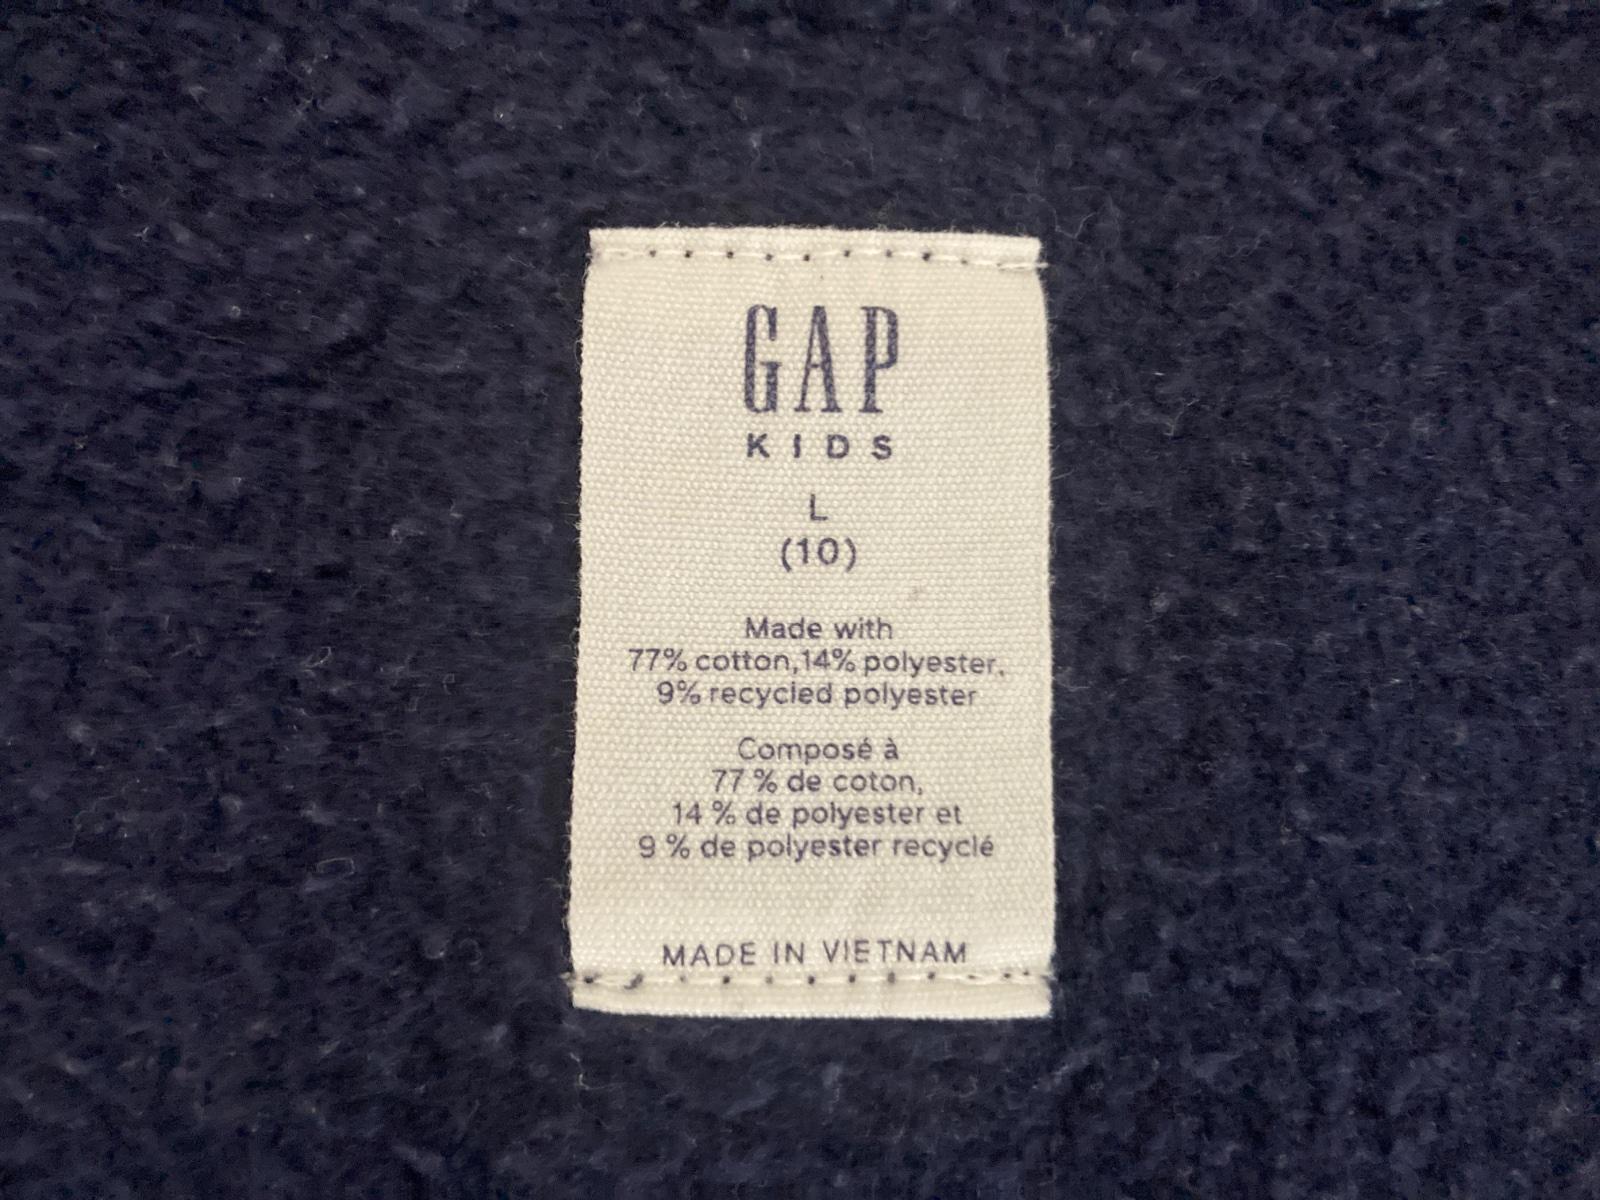 GAP
KIDS
L
(10)
Made with
77% cotton,14% polyester,
9% recycled polyester
Composé à
77 % de coton,
14 % de polyester et
9 % de polyester recyclé
MADE IN VIETNAM